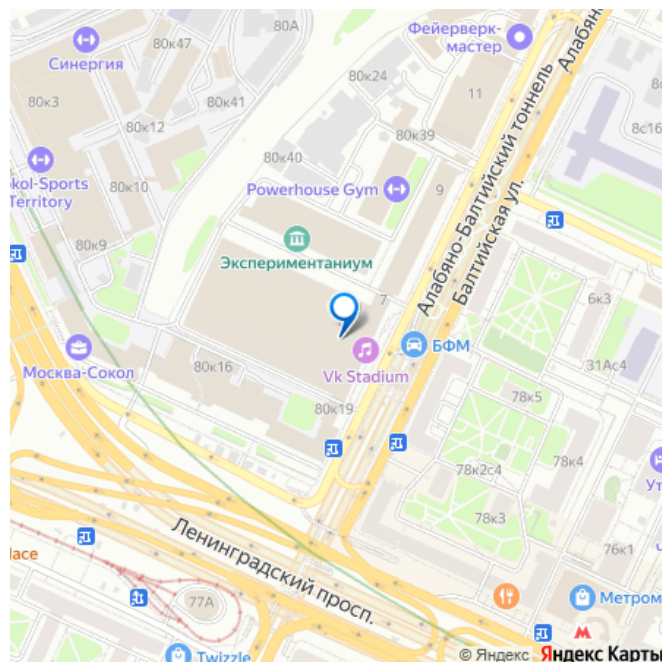 Фейерверк-
мастер
80А
80к47
Синергия
80к24
80к3
80к41
11
80к12
80к39
8с16
80к40
kol-Sports
Territory
80к10
Powerhouse Gym
9
80к9
Экспериментаниум
Алабяно-Балтийский тоннель
Балтийская ул.
7
6к3
БФМ
Москва-Сокол
80к16
Vk Stadium
31Ас4
78к5
80к19
78к2с4
78к4
Ут
78к3
Ленинградский просп.
76к1
lace
77А
Метром
Twizzle
© Яндекс Яндекс Карты